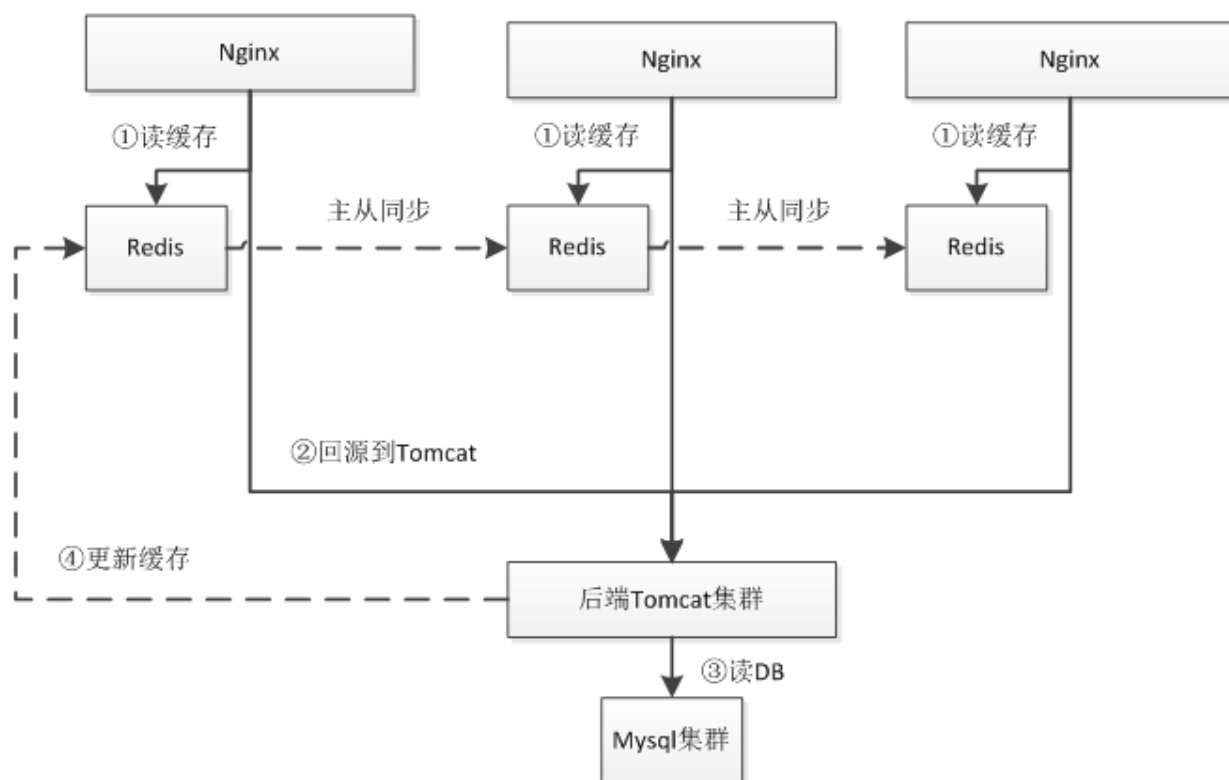 Nginx
Nginx
Nginx
①读缓存
①读缓存
①读缓存
主从同步
主从同步
Redis
Redis
Redis
②回源到Tomcat
④更新缓存
后端Tomcat集群
③读DB
Mysql集群